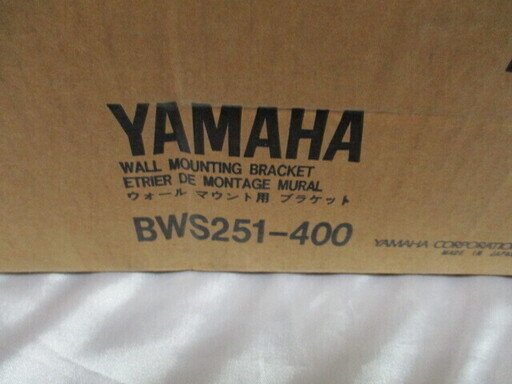 YAMAHA
WALL MOUNTING BRACKET
ETRIER DE MONTAGE MURAL
ウォール マウント用 ブラケット
BWS251-400
YAMAHA CORPORATION
MADE IN JAPAN